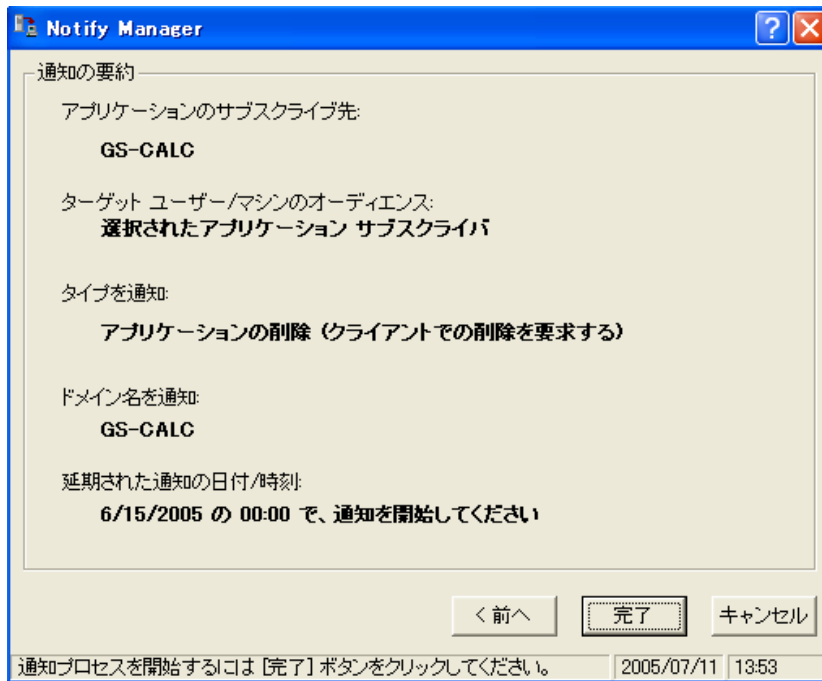 Notify Manager
通知の要約
アプリケーションのサブスクライブ先:
GS-CALC
ターゲット ユーザー/マシンのオーディエンス:
選択されたアプリケーション サブスクライバ
タイプを通知:
アプリケーションの削除 (クライアントでの削除を要求する)
ドメイン名を通知:
GS-CALC
延期された通知の日付/時刻:
6/15/2005 の 00:00 で、通知を開始してください
< 前へ 完了 キャンセル
通知プロセスを開始するには [完了] ボタンをクリックしてください。 2005/07/11 13:53